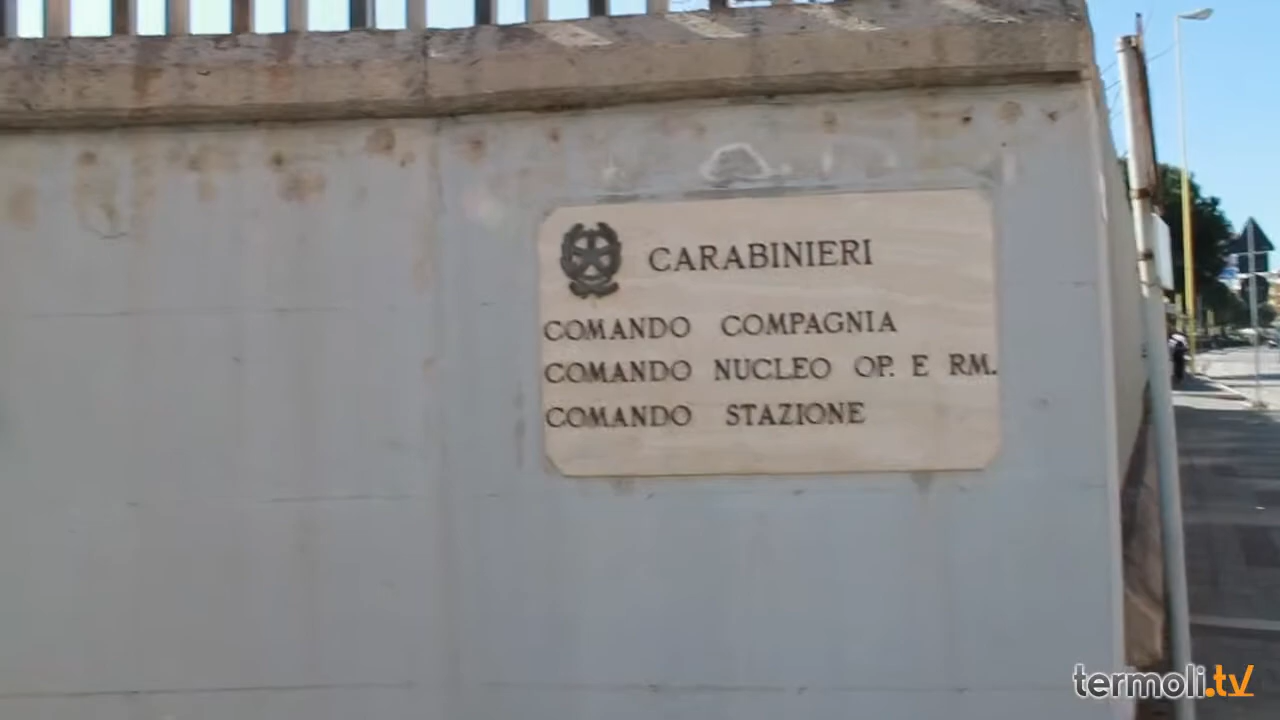 CARABINIERI
COMANDO COMPAGNIA
COMANDO NUCLEO OP. E RM.
COMANDO STAZIONE
termoli.tv